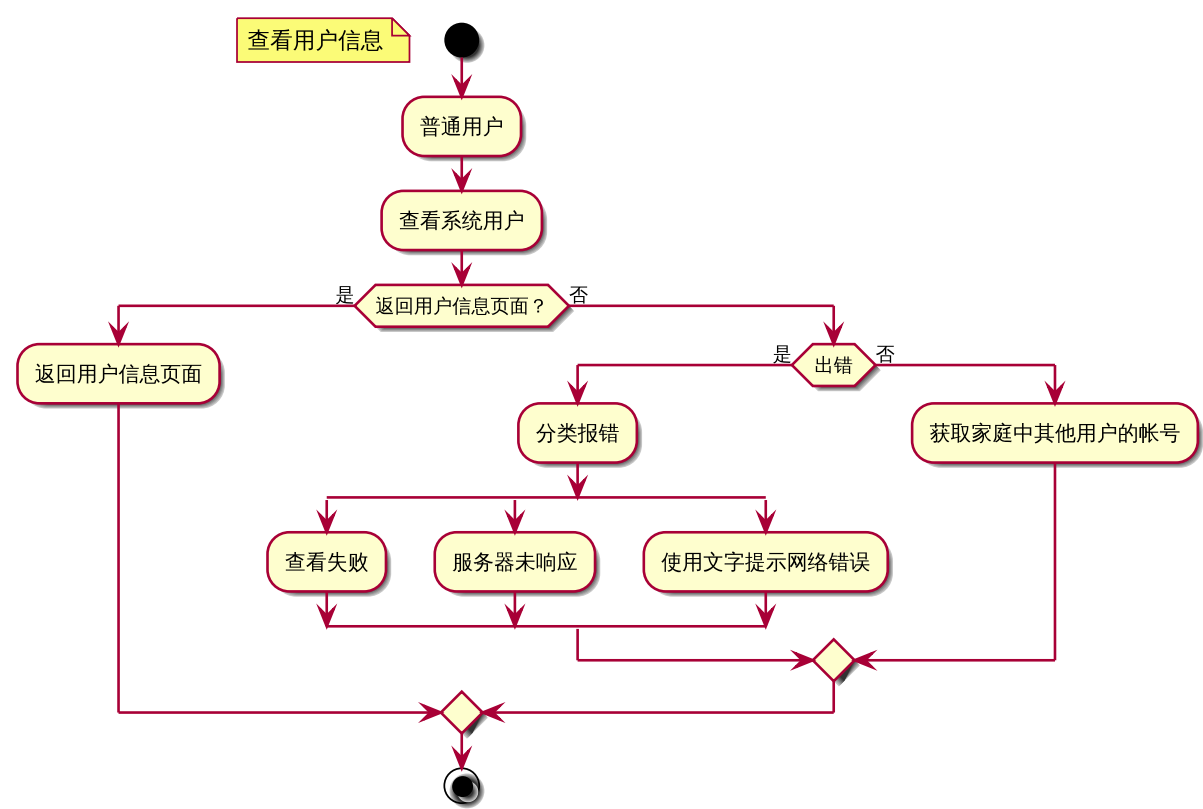 查看用户信息
普通用户
查看系统用户
是
返回用户信息页面？
否
返回用户信息页面
是
出错
否
分类报错
获取家庭中其他用户的帐号
查看失败
服务器未响应
使用文字提示网络错误